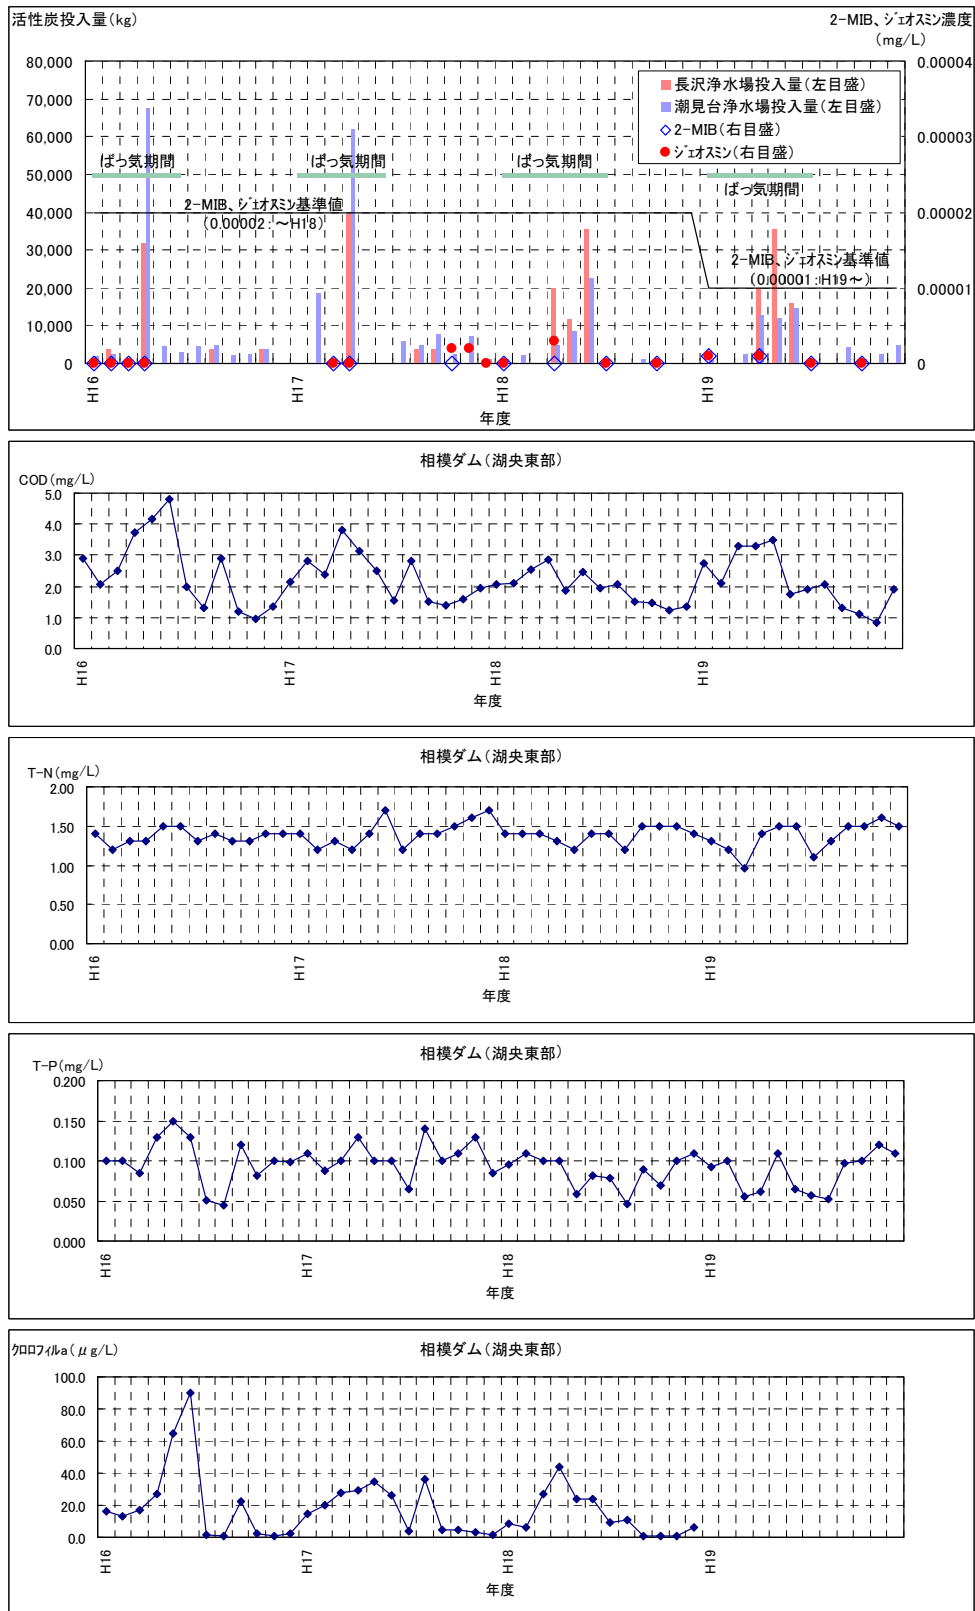 活性炭投入量(kg)
2-MIB、ジェオスミン濃度
(mg/L)
80,000
70,000
60,000
50,000
40,000
30,000
20,000
10,000
0
0.00004
0.00003
0.00002
0.00001
0
長沢浄水場投入量(左目盛)
潮見台浄水場投入量(左目盛)
2-MIB(右目盛)
ジェオスミン(右目盛)
ばっ気期間
ばっ気期間
ばっ気期間
ばっ気期間
2-MIB、ジェオスミン基準値
(0.00002:~H18)
2-MIB、ジェオスミン基準値
(0.00001:H19~)
H16
H17
H18
H19
年度
相模ダム(湖央東部)
COD(mg/L)
5.0
4.0
3.0
2.0
1.0
0.0
H16
H17
H18
H19
年度
相模ダム(湖央東部)
T-N(mg/L)
2.00
1.50
1.00
0.50
0.00
H16
H17
H18
H19
年度
相模ダム(湖央東部)
T-P(mg/L)
0.200
0.150
0.100
0.050
0.000
H16
H17
H18
H19
年度
相模ダム(湖央東部)
クロロフィルa(μg/L)
100.0
80.0
60.0
40.0
20.0
0.0
H16
H17
H18
H19
年度